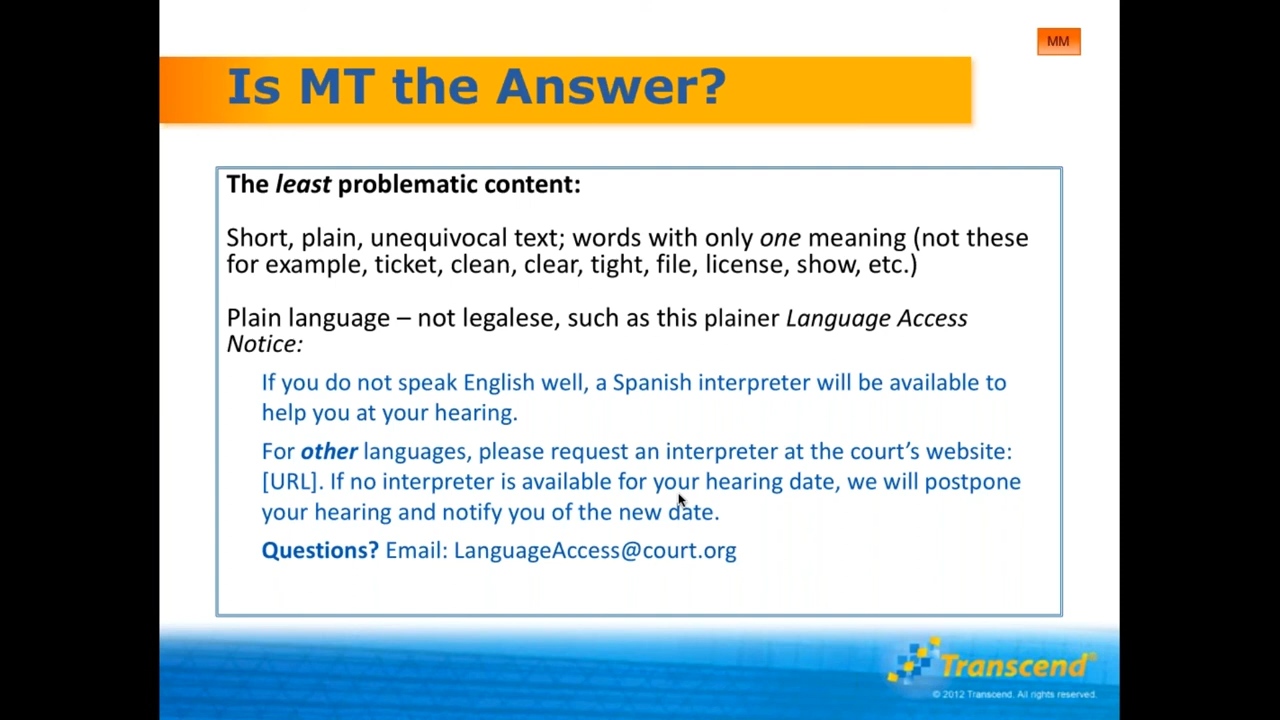 MM
Is MT the Answer?
The least problematic content:
Short, plain, unequivocal text; words with only one meaning (not these
for example, ticket, clean, clear, tight, file, license, show, etc.)
Plain language – not legalese, such as this plainer Language Access
Notice:
If you do not speak English well, a Spanish interpreter will be available to
help you at your hearing.
For other languages, please request an interpreter at the court’s website:
[URL]. If no interpreter is available for your hearing date, we will postpone
your hearing and notify you of the new date.
Questions? Email: LanguageAccess@court.org
Transcend®
© 2012 Transcend. All rights reserved.